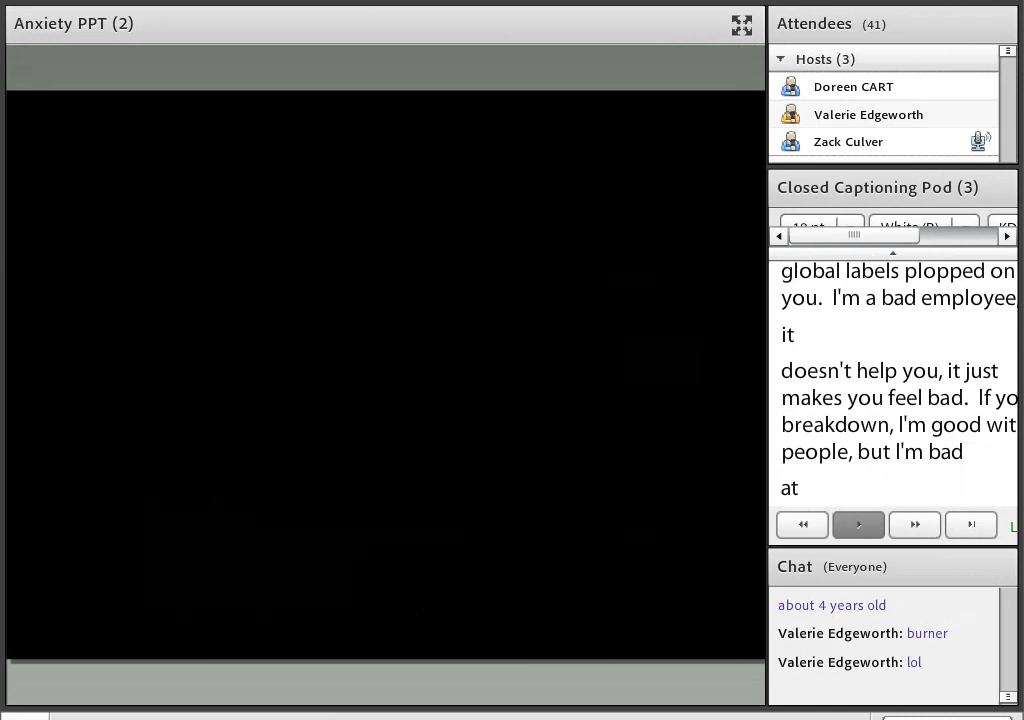 Anxiety PPT (2)
Attendees (41)
Hosts (3)
Doreen CART
Valerie Edgeworth
Zack Culver
Closed Captioning Pod (3)
global labels plopped on
you. I'm a bad employee,
it
doesn't help you, it just
makes you feel bad. If yo
breakdown, I'm good wit
people, but I'm bad
at
Chat (Everyone)
about 4 years old
Valerie Edgeworth: burner
Valerie Edgeworth: lol